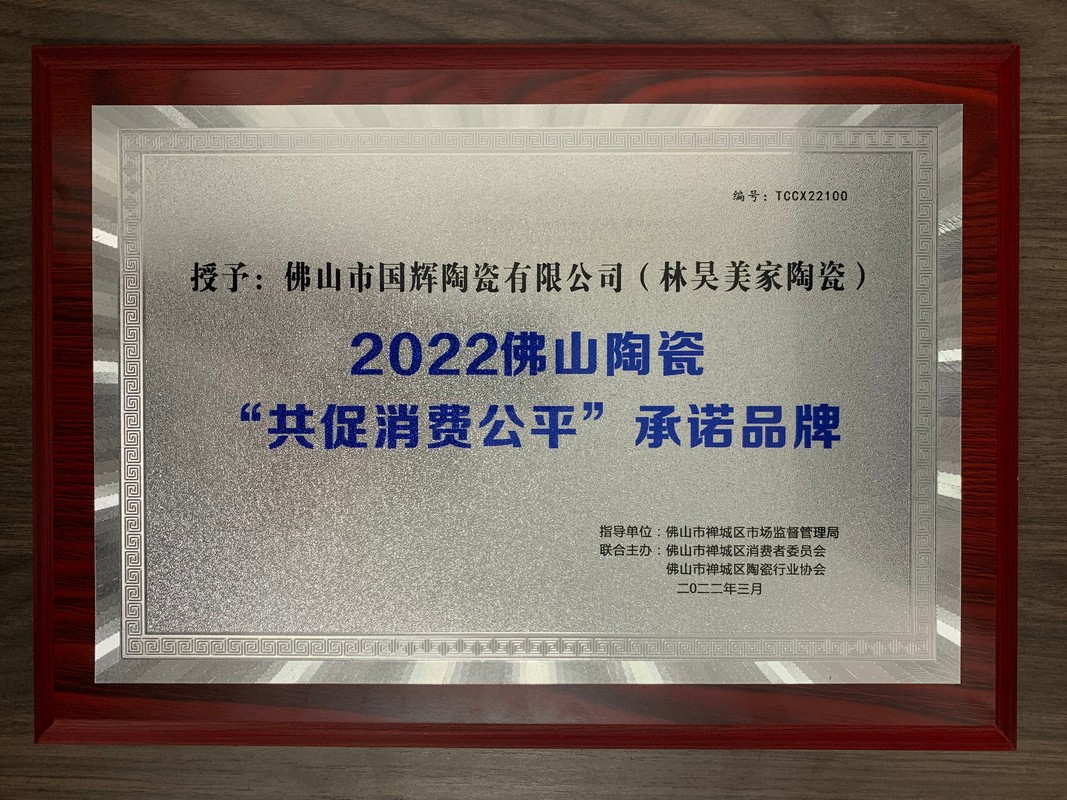 编号：TCCX22100
授予：佛山市国辉陶瓷有限公司（林昊美家陶瓷）
2022佛山陶瓷
“共促消费公平”承诺品牌
指导单位：佛山市禅城区市场监督管理局
联合主办：佛山市禅城区消费者委员会
佛山市禅城区陶瓷行业协会
二〇二二年三月